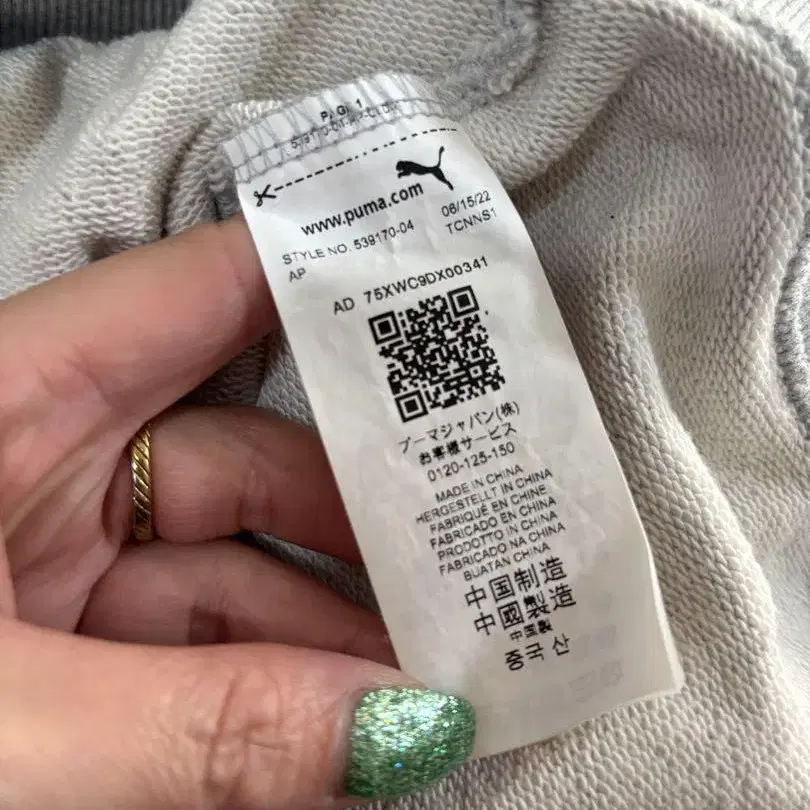 PAGE 1
www.puma.com
STYLE NO. 539170-04 06/15/22
AP TCNNS1
AD 75XWC9DX00341
プーマジャパン(株)
お客様サービス
0120-125-150
MADE IN CHINA
HERGESTELLT IN CHINA
FABRIQUÉ EN CHINE
FABRICADO EN CHINA
PRODOTTO IN CHINA
FABRICADO NA CHINA
BUATAN CHINA
中国制造
中國製造
中国製
중국 산